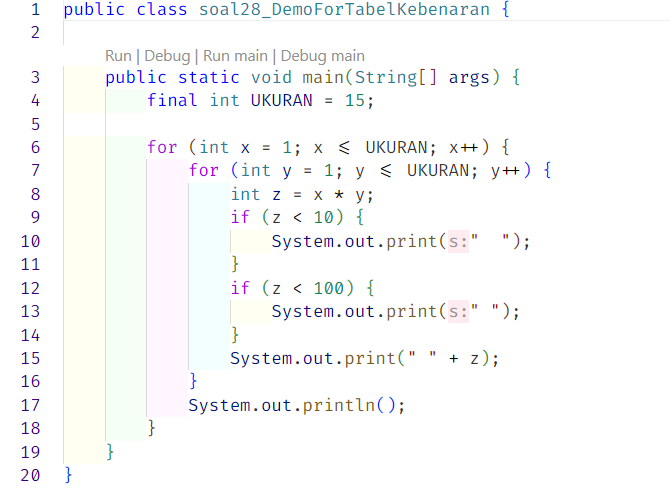 1 public class soal28_DemoForTabelKebenaran {
2
Run | Debug | Run main | Debug main
3 public static void main(String[] args) {
4 final int UKURAN = 15;
5
6 for (int x = 1; x <= UKURAN; x++) {
7 for (int y = 1; y <= UKURAN; y++) {
8 int z = x * y;
9 if (z < 10) {
10 System.out.print(s:"  ");
11 }
12 if (z < 100) {
13 System.out.print(s:" ");
14 }
15 System.out.print(" " + z);
16 }
17 System.out.println();
18 }
19 }
20 }